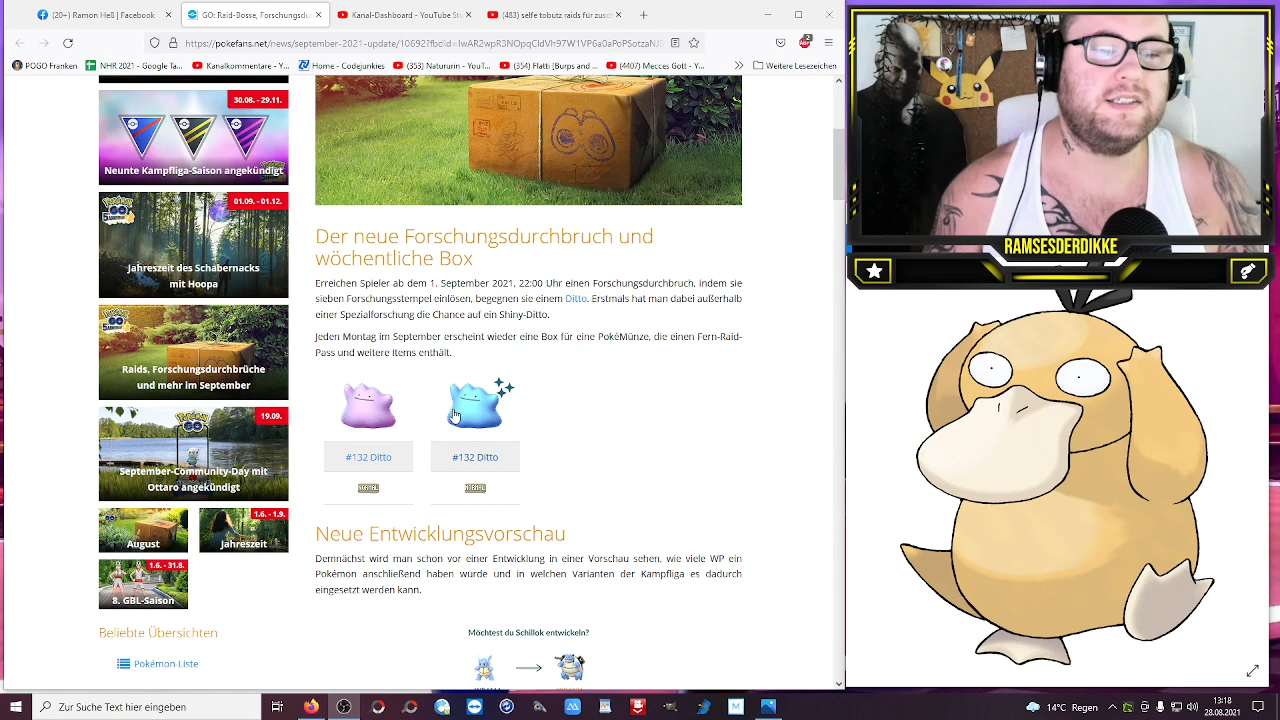 (20+) Ramses He8 | Facebook
GO: Raid-Bosse, Forschungsdu
Kanal-Dashboard - YouTube Stu
(483) seife tobutz raids für zusch
https://pokefans.net/news/september-2021-update/
POGO Franken
NHR 2021 - Google Ta...
Kanalkommentare - Y...
Home - Codejunkies
(353) Naturuin - YouT...
(354) Feti [Burps and ...
(4407) Mecces Gott - Y...
Weitere Lesezeichen
30.08. - 29.11.
Neunte Kampfliga-Saison angekündigt
01.09. - 01.12.
Jahreszeit des Schabernacks
mit Hoopa
Raids, Forschungsdurchbrüche
und mehr im September
19.09.
September-Community-Day mit
Ottaro angekündigt
August
1.6. - 1.9.
Jahreszeit
1.6. - 31.8.
8. GBL-Saison
Beliebte Übersichten
Pokémon-Liste
Der neue Forschungsdurchbruch und
wöchentliche Box
Erreichen Spieler ab dem 1. September 2021, 22:00 Uhr einen Forschungsdurchbruch, indem sie
sieben Forschungsstempel einlösen, begegnen sie einem Ditto. Erstmals hat man dabei außerhalb
einer Spezialforschung die Chance auf ein Shiny-Ditto.
Jeden Montag im September erscheint wieder eine Box für eine PokéMünze, die einen Fern-Raid-
Pass und weitere Items enthält.
#132 Ditto
#132 Ditto
NORMAL
NORMAL
Neue Entwicklungsvorschau
Demnächst wird man schon vor einer Entwicklung in einer Vorschau sehen, wie viele WP ein
Pokémon anschließend haben würde und in welchen Varianten der Kampfliga es dadurch
eingesetzt werden kann.
Möchtest du Schillok entwickeln?
RAMSESDERDIKKE
Zur Suche Text hier eingeben
14°C Regen
13:18
28.08.2021